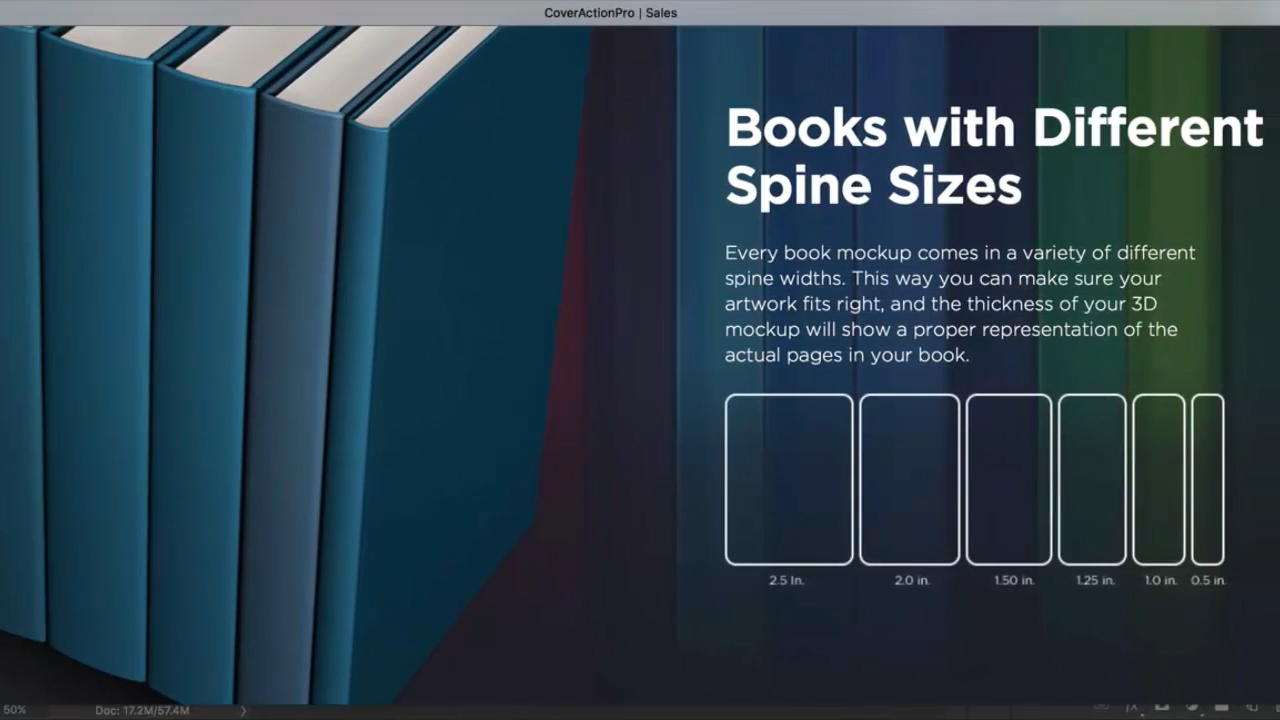 CoverActionPro | Sales
Books with Different
Spine Sizes
Every book mockup comes in a variety of different
spine widths. This way you can make sure your
artwork fits right, and the thickness of your 3D
mockup will show a proper representation of the
actual pages in your book.
2.5 In. 2.0 in. 1.50 in. 1.25 in. 1.0 in. 0.5 in.
50% Doc: 17.2M/57.4M